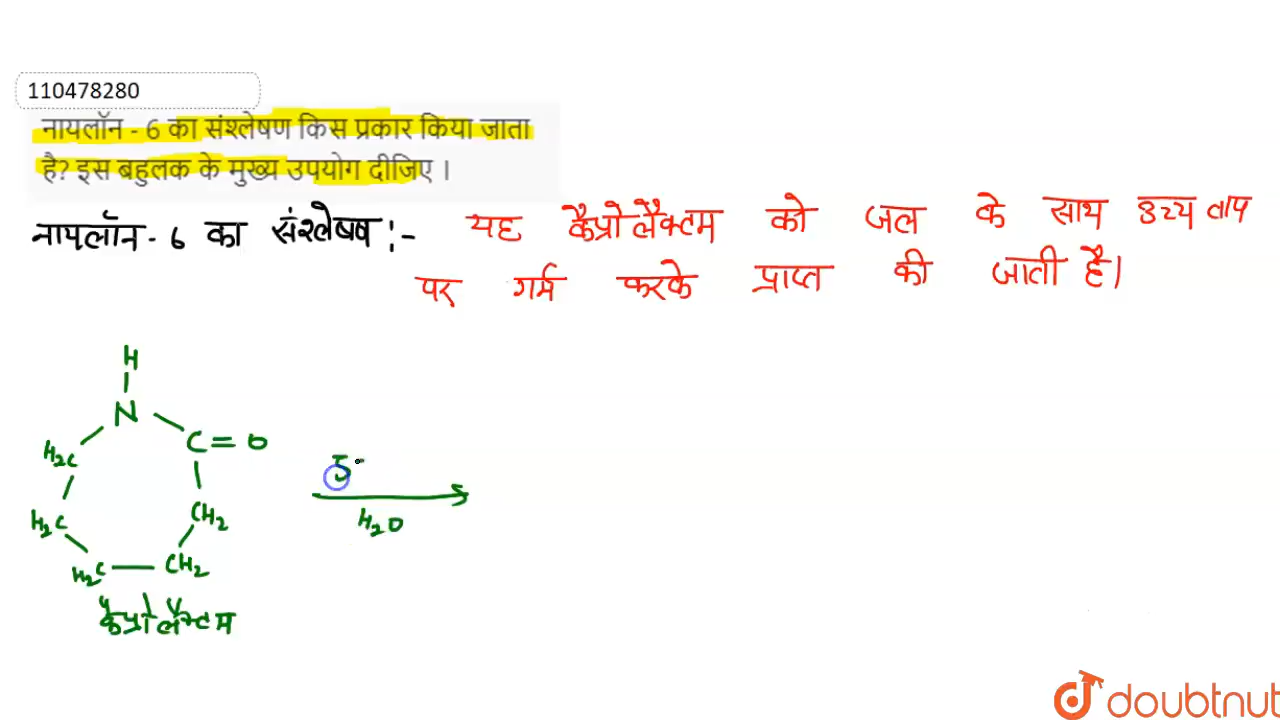 110478280
नायलॉन - 6 का संश्लेषण किस प्रकार किया जाता
है? इस बहुलक के मुख्य उपयोग दीजिए ।
नायलॉन - 6 का संश्लेषष :- यह कैप्रोलैक्टम को जल के साथ उच्य ताप
पर गर्म करके प्राप्त की जाती है।
H
N
C=O
H2C
H2C
CH2
H2C
CH2
H2O
कैप्रोलैक्टम
doubtnut